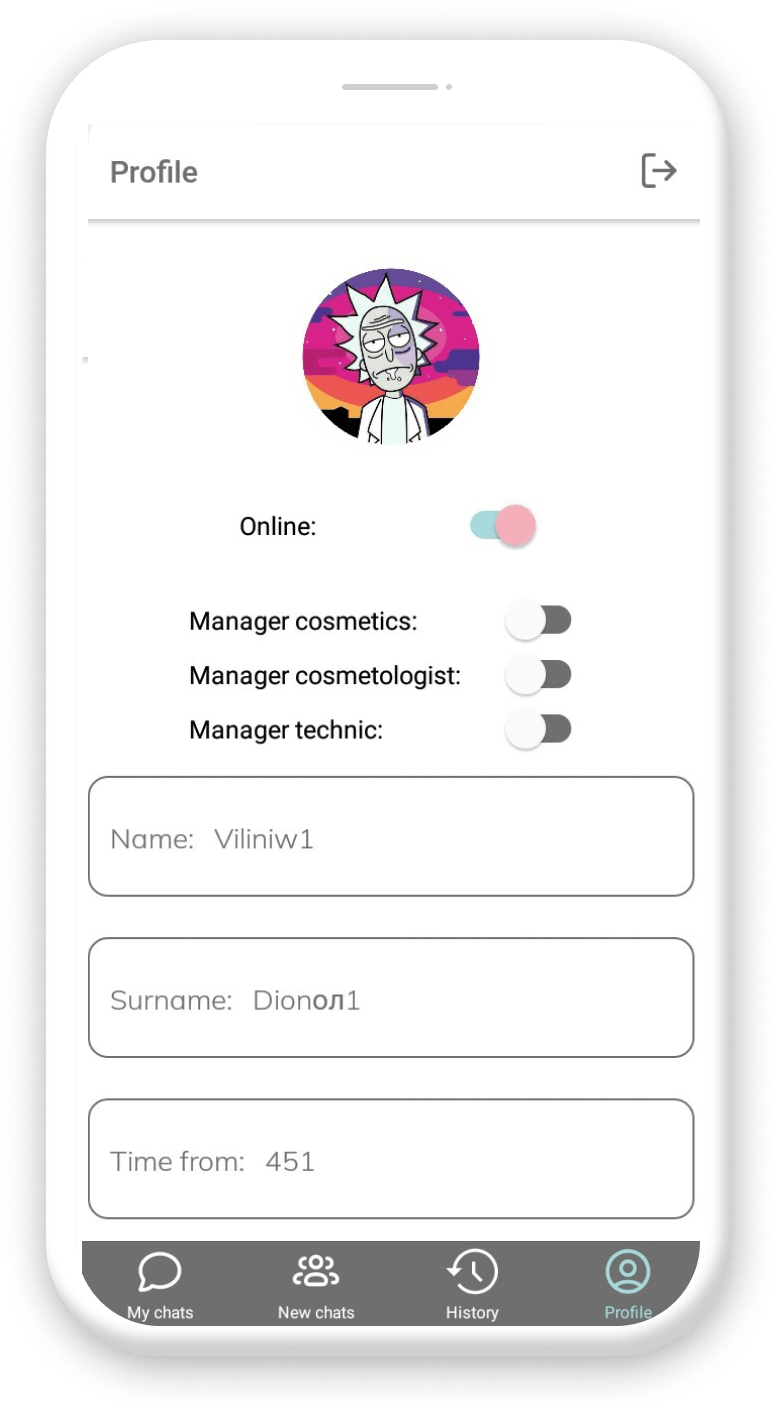 Profile
Online:
Manager cosmetics:
Manager cosmetologist:
Manager technic:
Name: Viliniw1
Surname: Dionол1
Time from: 451
My chats New chats History Profile